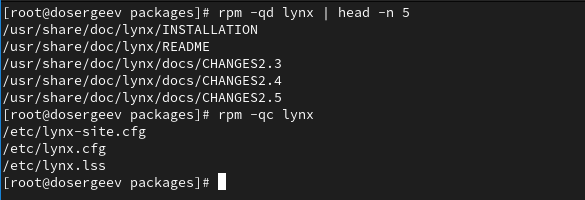 [root@dosergeev packages]# rpm -qd lynx | head -n 5
/usr/share/doc/lynx/INSTALLATION
/usr/share/doc/lynx/README
/usr/share/doc/lynx/docs/CHANGES2.3
/usr/share/doc/lynx/docs/CHANGES2.4
/usr/share/doc/lynx/docs/CHANGES2.5
[root@dosergeev packages]# rpm -qc lynx
/etc/lynx-site.cfg
/etc/lynx.cfg
/etc/lynx.lss
[root@dosergeev packages]#